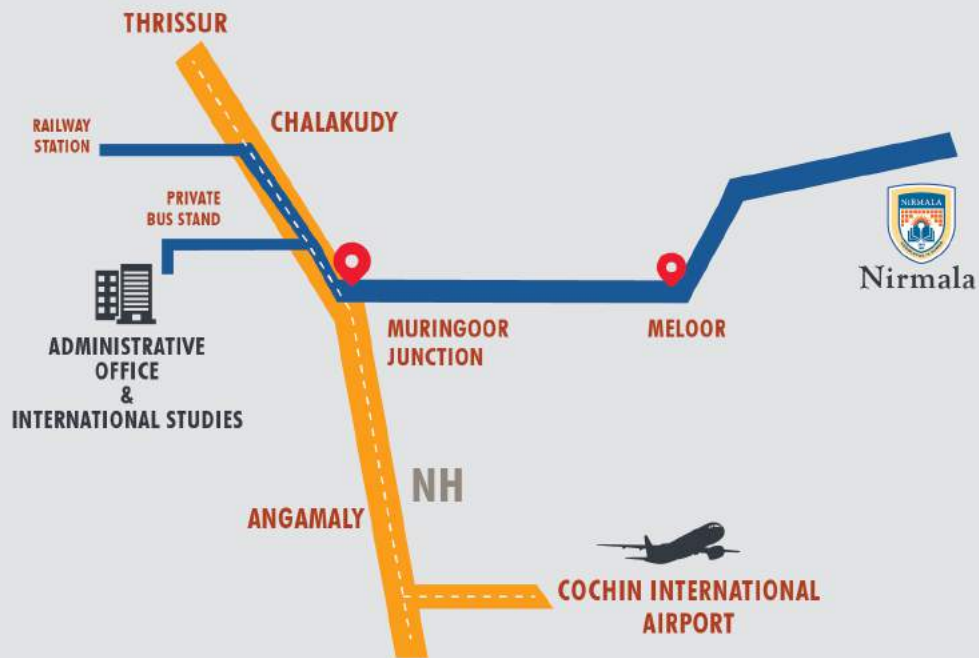 THRISSUR
CHALAKUDY
RAILWAY
STATION
PRIVATE
BUS STAND
NIRMALA
Nirmala
ADMINISTRATIVE
OFFICE
&
INTERNATIONAL STUDIES
MURINGOOR
JUNCTION
MELOOR
NH
ANGAMALY
COCHIN INTERNATIONAL
AIRPORT